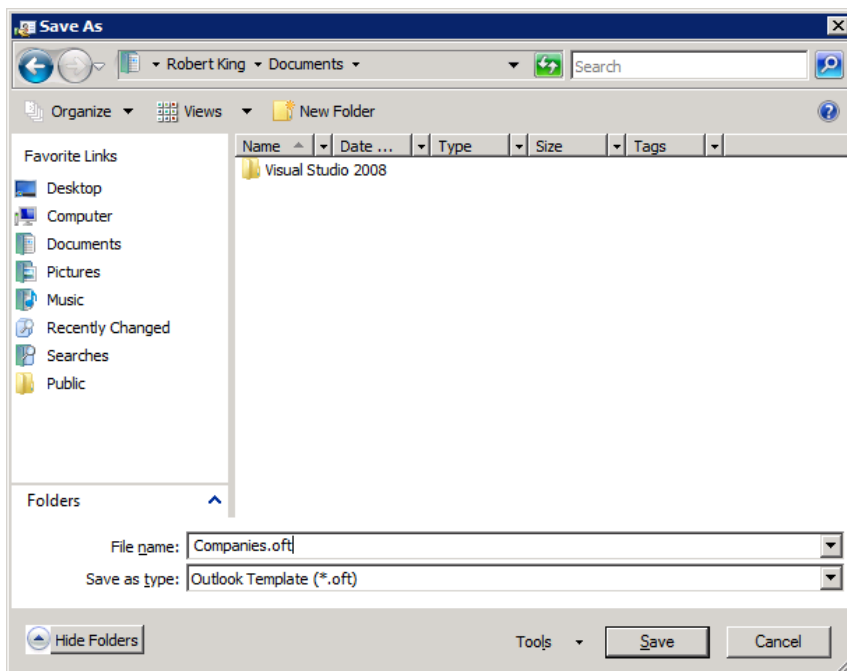 Save As
Robert King Documents
Search
Organize Views New Folder
Favorite Links
Desktop
Computer
Documents
Pictures
Music
Recently Changed
Searches
Public
Folders
Name Date ... Type Size Tags
Visual Studio 2008
File name: Companies.oft
Save as type: Outlook Template (*.oft)
Hide Folders Tools Save Cancel